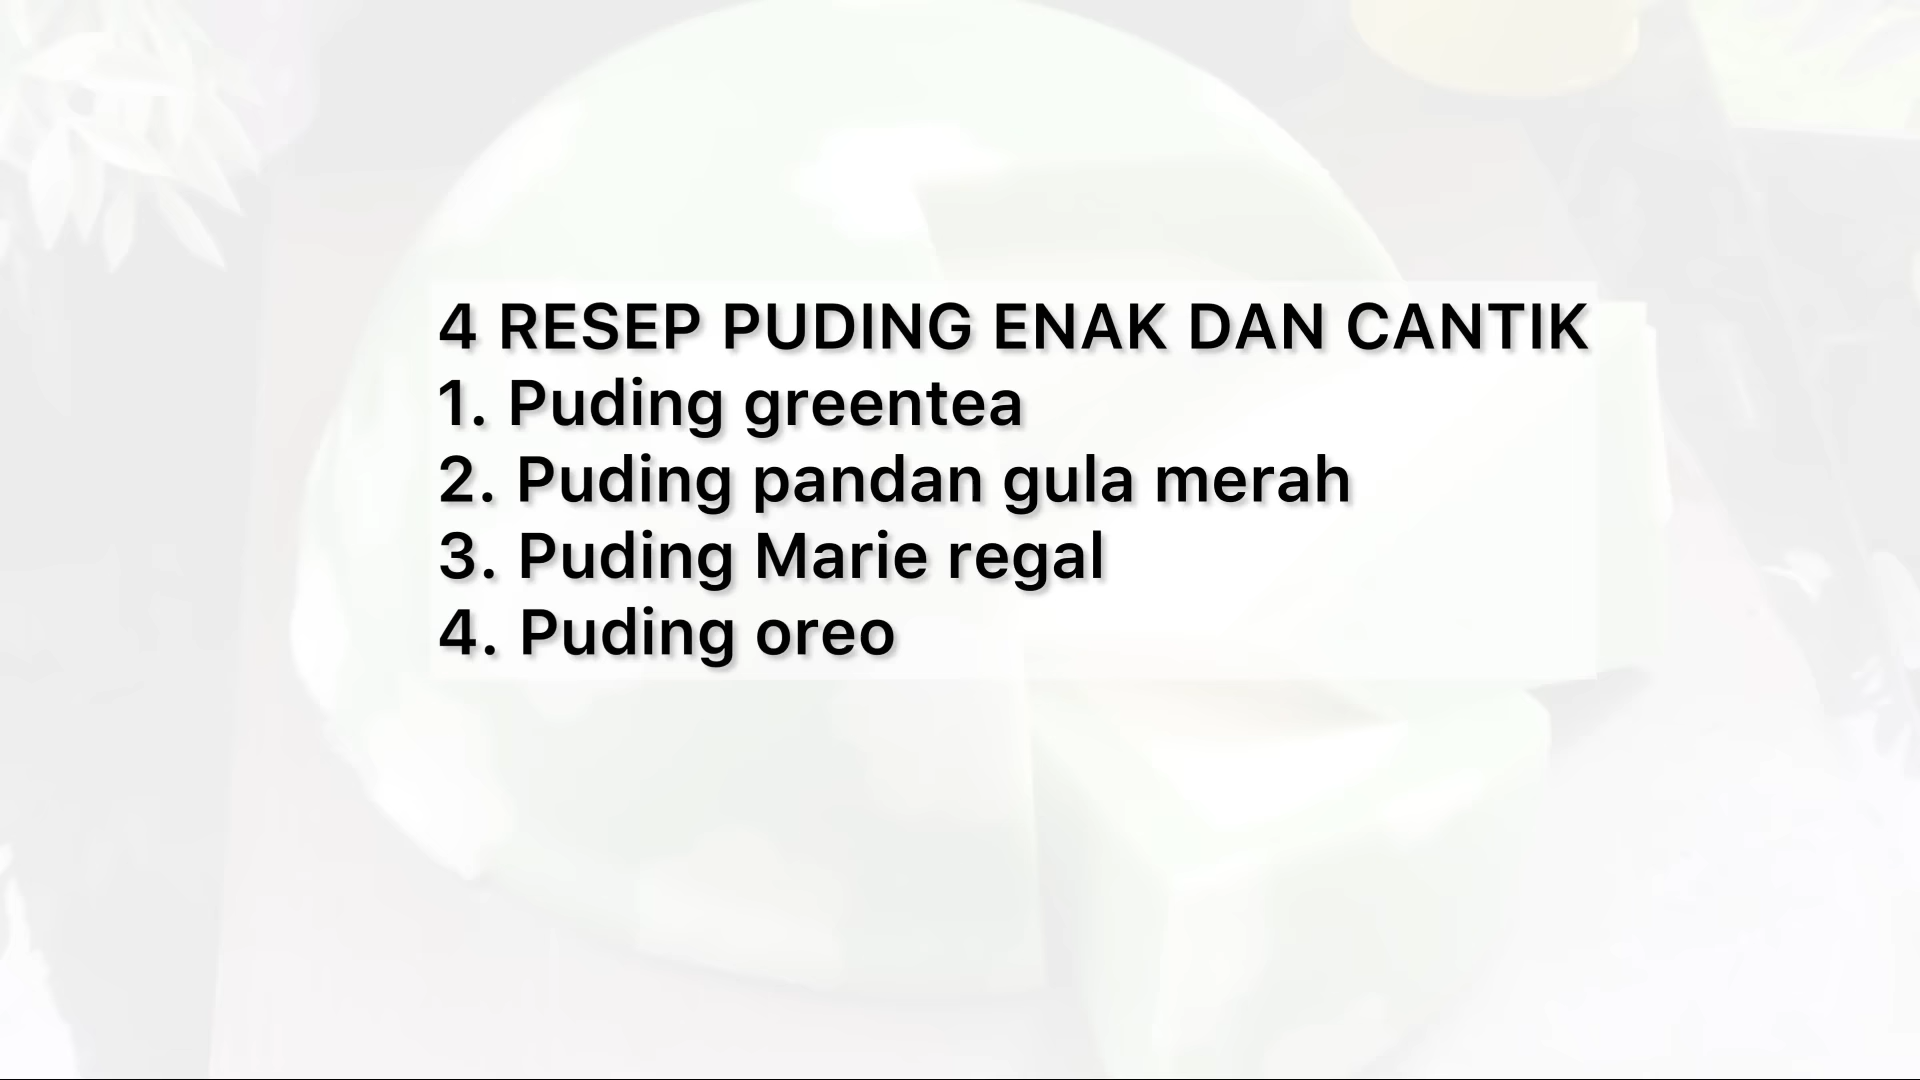 4 RESEP PUDING ENAK DAN CANTIK
1. Puding greentea
2. Puding pandan gula merah
3. Puding Marie regal
4. Puding oreo